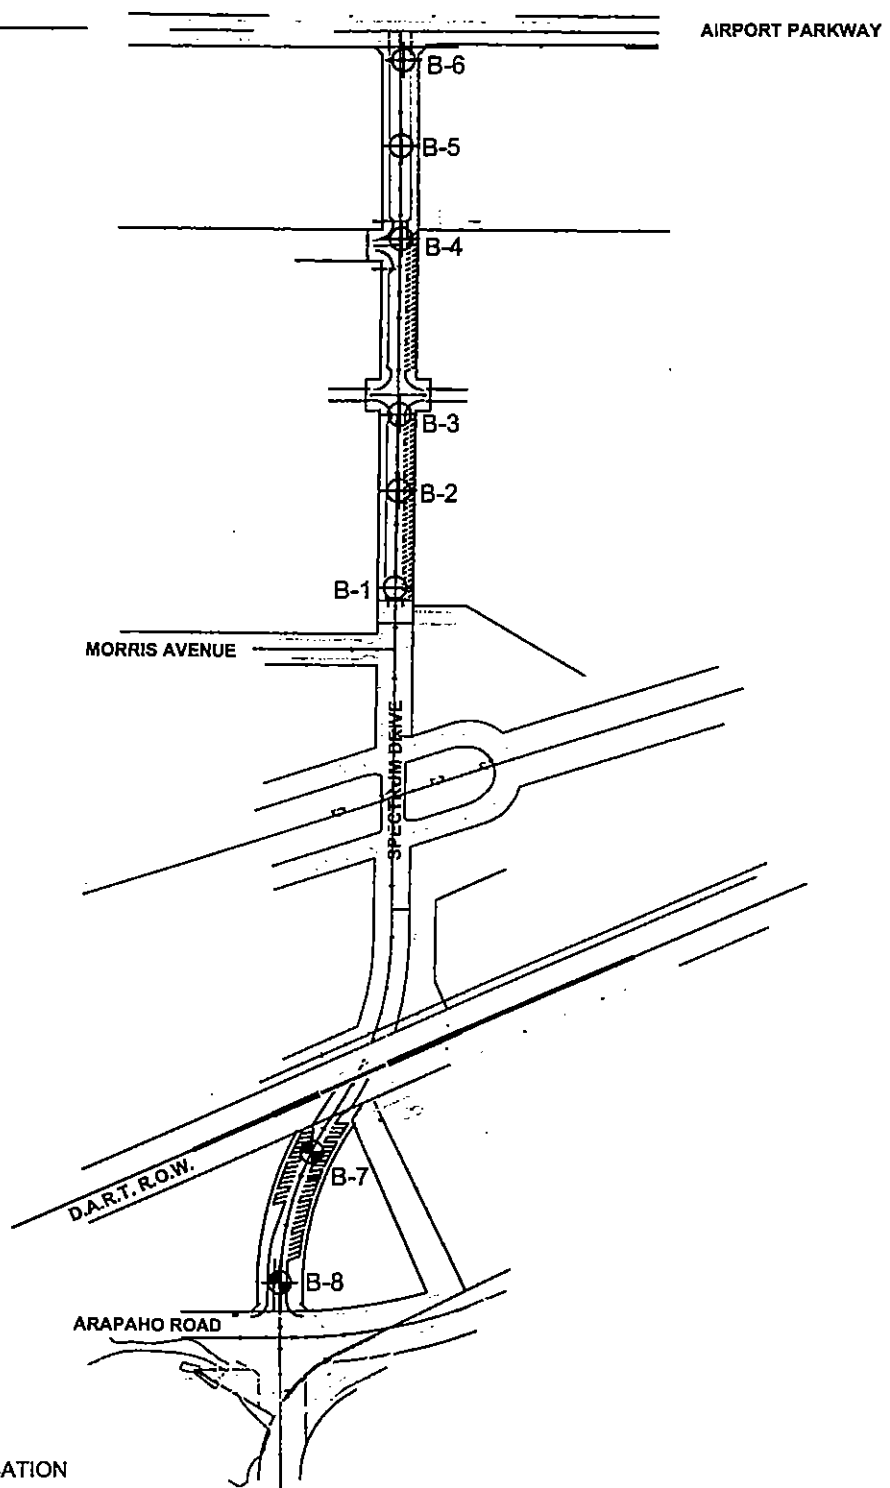 AIRPORT PARKWAY
B-6
B-5
B-4
B-3
B-2
B-1
MORRIS AVENUE
SPECTRUM DRIVE
D.A.R.T. R.O.W.
B-7
B-8
ARAPAHO ROAD
ATION